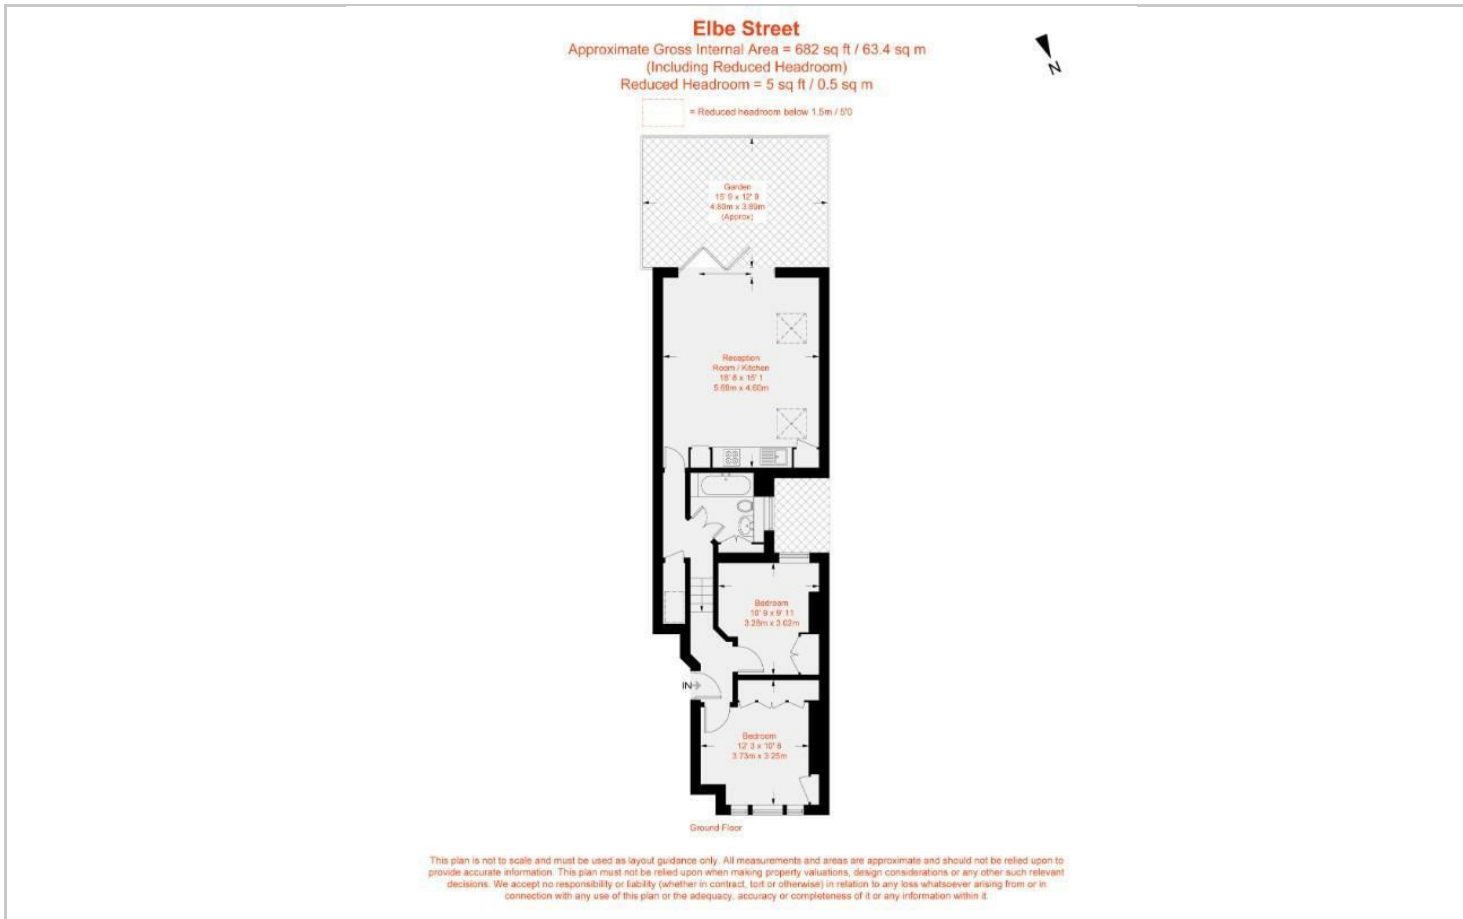 Elbe Street
Approximate Gross Internal Area = 682 sq ft / 63.4 sq m
(Including Reduced Headroom)
Reduced Headroom = 5 sq ft / 0.5 sq m
N
= Reduced headroom below 1.5m / 5'0
Garden
15' 9 x 12' 9
4.80m x 3.89m
(Approx)
Reception
Room / Kitchen
18' 8 x 15' 1
5.69m x 4.60m
Bedroom
10' 9 x 9' 11
3.28m x 3.02m
IN
Bedroom
12' 3 x 10' 8
3.73m x 3.25m
Ground Floor
This plan is not to scale and must be used as layout guidance only. All measurements and areas are approximate and should not be relied upon to
provide accurate information. This plan must not be relied upon when making property valuations, design considerations or any other such relevant
decisions. We accept no responsibility or liability (whether in contract, tort or otherwise) in relation to any loss whatsoever arising from or in
connection with any use of this plan or the adequacy, accuracy or completeness of it or any information within it.